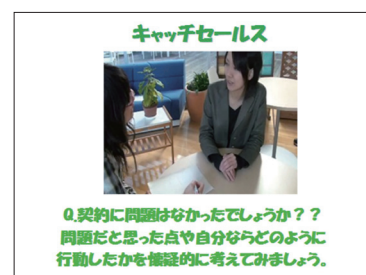 キャッチセールス
Q.契約に問題はなかったでしょうか？？
問題だと思った点や自分ならどのように
行動したかを懐疑的に考えてみましょう。